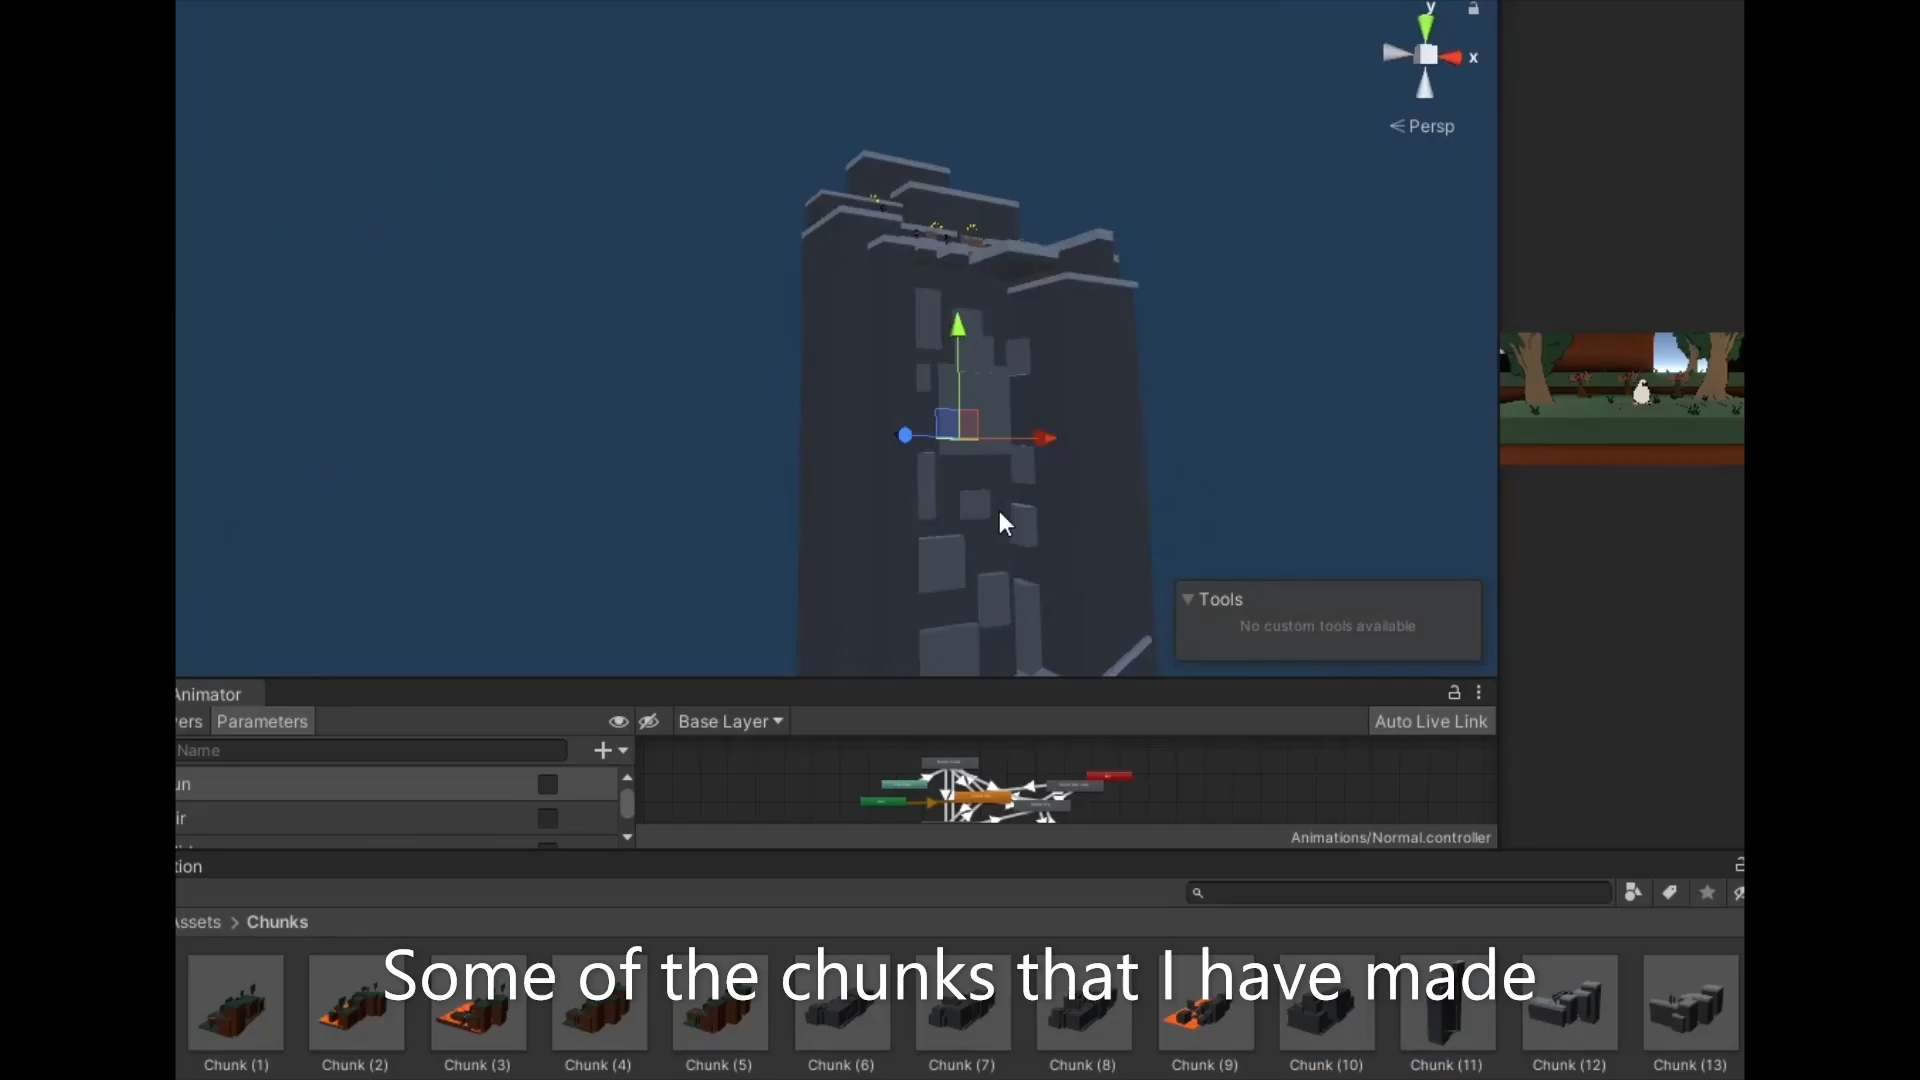 y
x
Persp
Tools
No custom tools available
Animator
yers
Parameters
Base Layer
Auto Live Link
Name
un
ir
Animations/Normal.controller
tion
Assets > Chunks
Some of the chunks that I have made
Chunk (1)
Chunk (2)
Chunk (3)
Chunk (4)
Chunk (5)
Chunk (6)
Chunk (7)
Chunk (8)
Chunk (9)
Chunk (10)
Chunk (11)
Chunk (12)
Chunk (13)